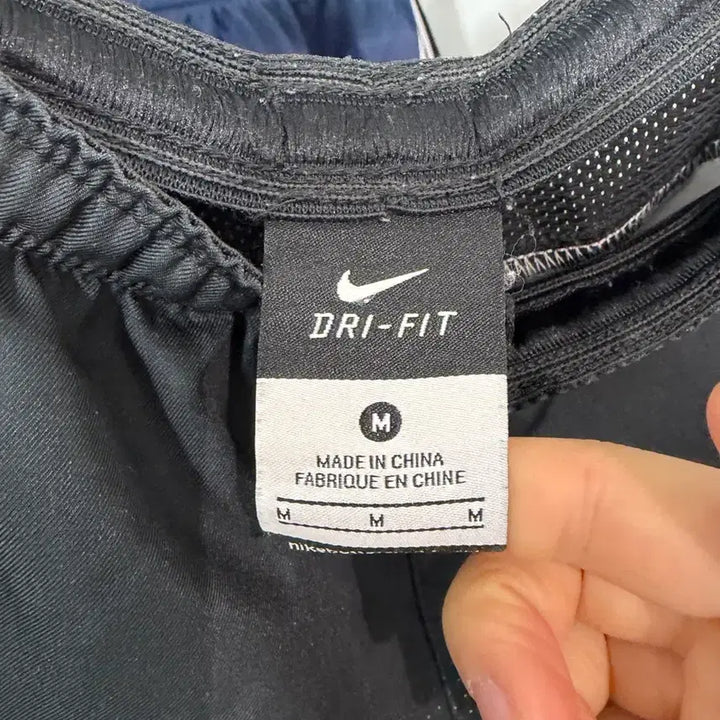 DRI-FIT
M
MADE IN CHINA
FABRIQUE EN CHINE
M M M